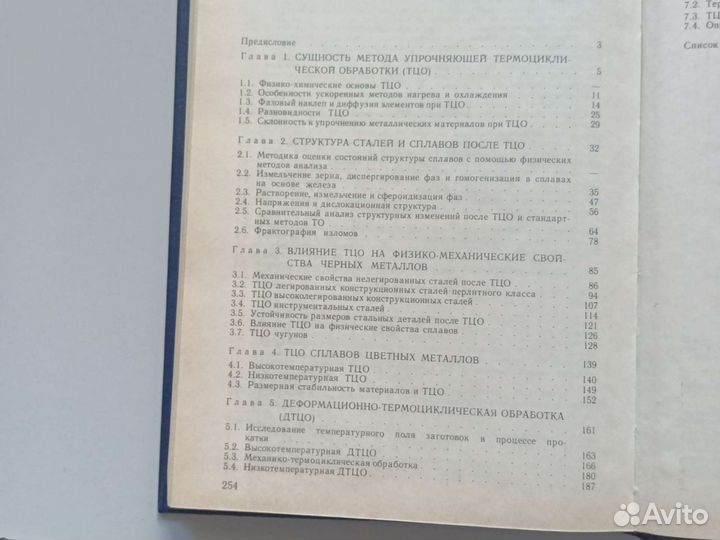 Предисловие 3
Глава 1. СУЩНОСТЬ МЕТОДА УПРОЧНЯЮЩЕЙ ТЕРМОЦИКЛИ-
ЧЕСКОЙ ОБРАБОТКИ (ТЦО) 5
1.1. Физико-химические основы ТЦО —
1.2. Особенности ускоренных методов нагрева и охлаждения 11
1.3. Фазовый наклеп и диффузия элементов при ТЦО 14
1.4. Разновидности ТЦО 25
1.5. Склонность к упрочнению металлических материалов при ТЦО 29
Глава 2. СТРУКТУРА СТАЛЕЙ И СПЛАВОВ ПОСЛЕ ТЦО 32
2.1. Методика оценки состояний структуры сплавов с помощью физических
методов анализа —
2.2. Измельчение зерна, диспергирование фаз и гомогенизация в сплавах
на основе железа 35
2.3. Растворение, измельчение и сфероидизация фаз 47
2.4. Напряжения и дислокационная структура 56
2.5. Сравнительный анализ структурных изменений после ТЦО и стандарт-
ных методов ТО 64
2.6. Фрактография изломов 78
Глава 3. ВЛИЯНИЕ ТЦО НА ФИЗИКО-МЕХАНИЧЕСКИЕ СВОЙ-
СТВА ЧЕРНЫХ МЕТАЛЛОВ 85
3.1. Механические свойства нелегированных сталей после ТЦО 86
3.2. ТЦО легированных конструкционных сталей перлитного класса 94
3.3. ТЦО высоколегированных конструкционных сталей 107
3.4. ТЦО инструментальных сталей 114
3.5. Устойчивость размеров стальных деталей после ТЦО 121
3.6. Влияние ТЦО на физические свойства сплавов 126
3.7. ТЦО чугунов 128
Глава 4. ТЦО СПЛАВОВ ЦВЕТНЫХ МЕТАЛЛОВ 139
4.1. Высокотемпературная ТЦО 140
4.2. Низкотемпературная ТЦО 149
4.3. Размерная стабильность материалов и ТЦО 152
Глава 5. ДЕФОРМАЦИОННО-ТЕРМОЦИКЛИЧЕСКАЯ ОБРАБОТКА
(ДТЦО) 161
5.1. Исследование температурного поля заготовок в процессе про-
катки 163
5.2. Высокотемпературная ДТЦО 166
5.3. Механико-термоциклическая обработка 180
5.4. Низкотемпературная ДТЦО 187
254
7.2. Тер
7.3. ТЦ
7.4. Оп
Список
Avito